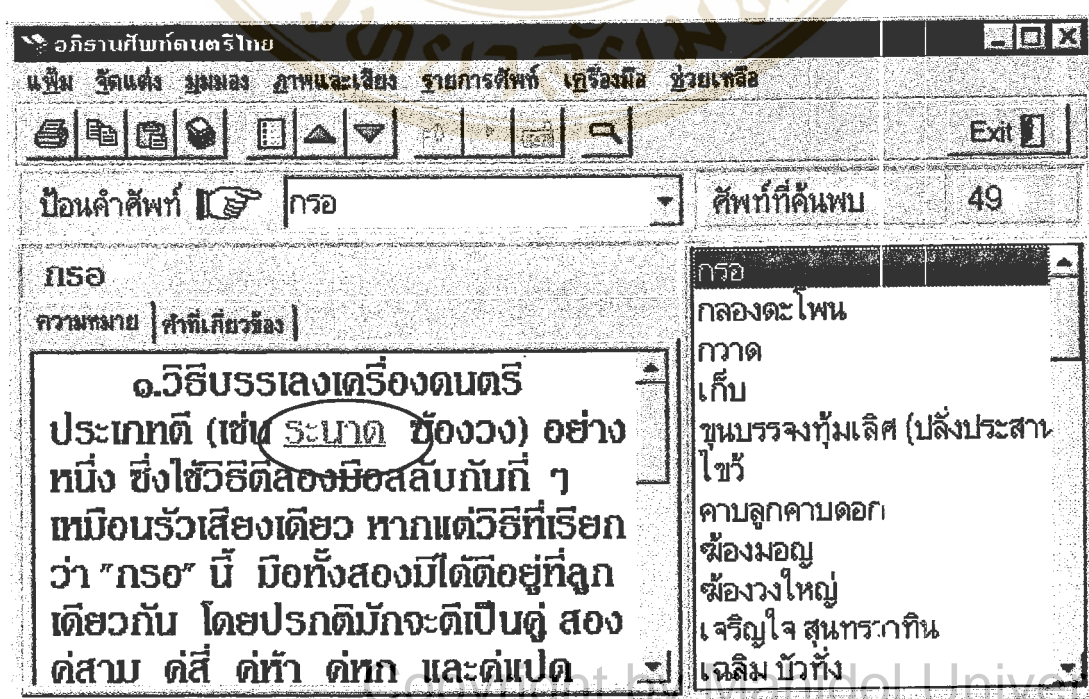 อภิธานศัพท์ดนตรีไทย
แฟ้ม จัดแต่ง มุมมอง ภาพและเสียง รายการศัพท์ เครื่องมือ ช่วยเหลือ
Exit
ป้อนคำศัพท์ กรอ
ศัพท์ที่ค้นพบ 49
กรอ
ความหมาย คำที่เกี่ยวข้อง
๑.วิธีบรรเลงเครื่องดนตรี
ประเภทตี (เช่น ระนาด ฆ้องวง) อย่าง
หนึ่ง ซึ่งใช้วิธีตีสองมือสลับกันถี่ ๆ
เหมือนรัวเสียงเดียว หากแต่วิธีที่เรียก
ว่า "กรอ" นี้ มือทั้งสองมิได้ตีอยู่ที่ลูก
เดียวกัน โดยปรกติมักจะตีเป็นคู่ สอง
คู่สาม คู่สี่ คู่ห้า คู่หก และคู่แปด
กรอ
กลองตะโพน
กวาด
เก็บ
ขุนบรรจงทุ้มเลิศ (ปลั่งประสาน
ไขว้
คาบลูกคาบดอก
ฆ้องมอญ
ฆ้องวงใหญ่
เจริญใจ สุนทรวาทิน
เฉลิม บัวทั่ง
Copyright by Mahidol Univer